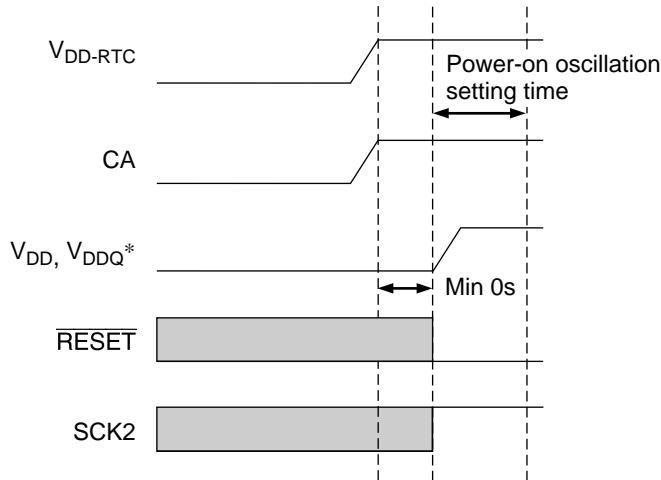 VDD-RTC
Power-on oscillation
setting time
CA
VDD, VDDQ*
Min 0s
RESET
SCK2